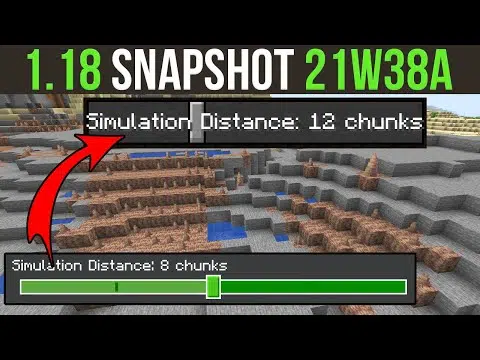 1.18 SNAPSHOT 21W38A
Simulation Distance: 12 chunks
Simulation Distance: 8 chunks